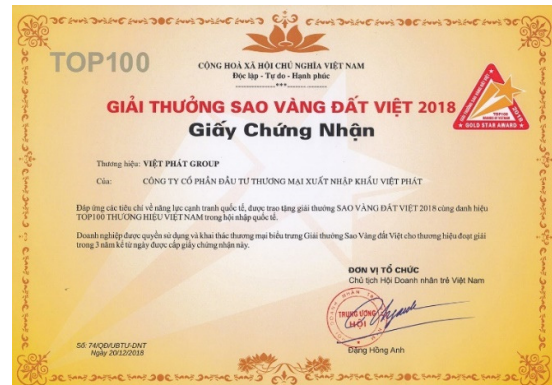 TOP100
CỘNG HOÀ XÃ HỘI CHỦ NGHĨA VIỆT NAM
Độc lập - Tự do - Hạnh phúc
GIẢI THƯỞNG SAO VÀNG ĐẤT VIỆT 2018
Giấy Chứng Nhận
TOP100
2018
GOLD STAR AWARD
Thương hiệu: VIỆT PHÁT GROUP
Của: CÔNG TY CỔ PHẦN ĐẦU TƯ THƯƠNG MẠI XUẤT NHẬP KHẨU VIỆT PHÁT
Đáp ứng các tiêu chí về năng lực cạnh tranh quốc tế, được trao tặng giải thưởng SAO VÀNG ĐẤT VIỆT 2018 cùng danh hiệu
TOP100 THƯƠNG HIỆU VIỆT NAM trong hội nhập quốc tế.
Doanh nghiệp được quyền sử dụng và khai thác thương mại biểu trưng Giải thưởng Sao Vàng đất Việt cho thương hiệu đoạt giải
trong 3 năm kể từ ngày được cấp giấy chứng nhận này.
ĐƠN VỊ TỔ CHỨC
Chủ tịch Hội Doanh nhân trẻ Việt Nam
TRUNG ƯƠNG
HỘI
Đặng Hồng Anh
Số: 74/QĐ/UBTƯ-DNT
Ngày 20/12/2018